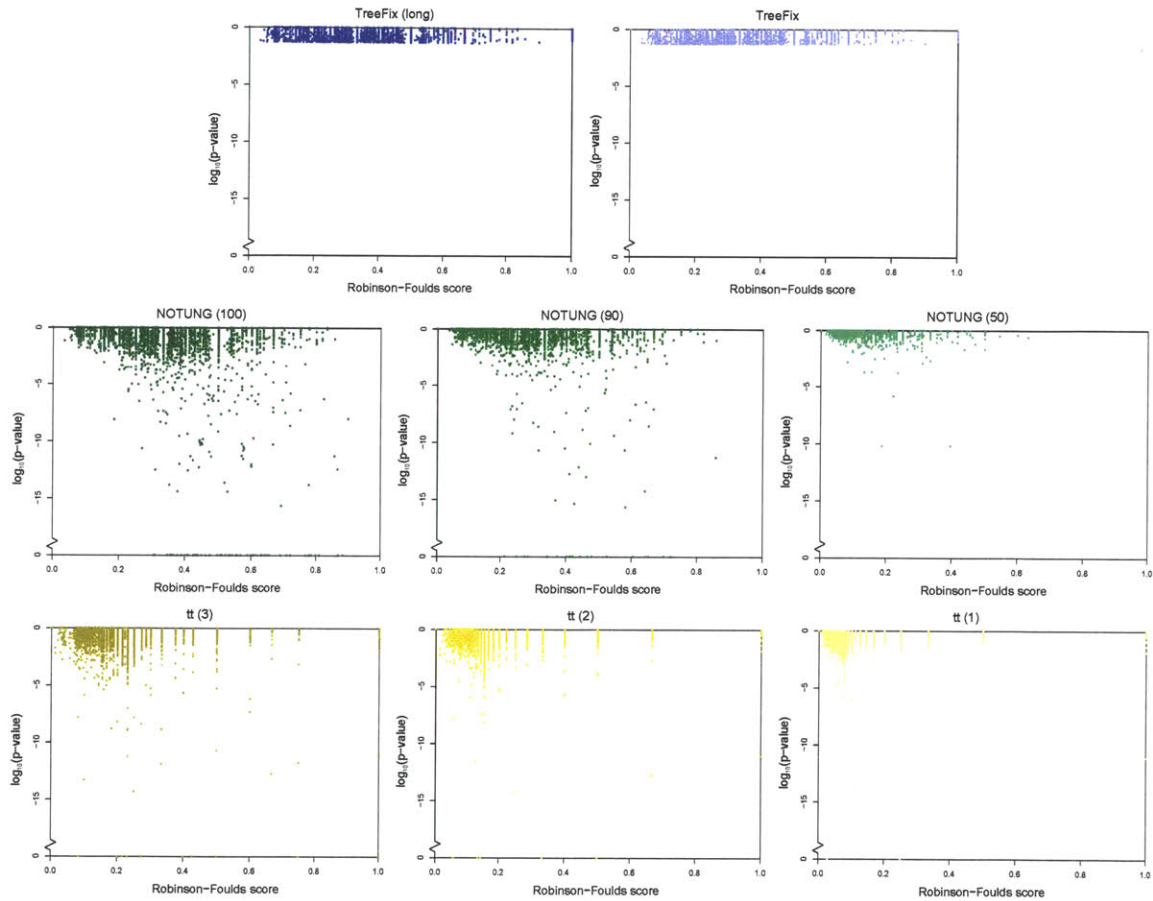 TreeFix (long)
0
-5
-10
-15
0
log₁₀(p-value)
0.0 0.2 0.4 0.6 0.8 1.0
Robinson-Foulds score
TreeFix
0
-5
-10
-15
0
log₁₀(p-value)
0.0 0.2 0.4 0.6 0.8 1.0
Robinson-Foulds score
NOTUNG (100)
0
-5
-10
-15
0
log₁₀(p-value)
0.0 0.2 0.4 0.6 0.8 1.0
Robinson-Foulds score
NOTUNG (90)
0
-5
-10
-15
0
log₁₀(p-value)
0.0 0.2 0.4 0.6 0.8 1.0
Robinson-Foulds score
NOTUNG (50)
0
-5
-10
-15
0
log₁₀(p-value)
0.0 0.2 0.4 0.6 0.8 1.0
Robinson-Foulds score
tt (3)
0
-5
-10
-15
0
log₁₀(p-value)
0.0 0.2 0.4 0.6 0.8 1.0
Robinson-Foulds score
tt (2)
0
-5
-10
-15
0
log₁₀(p-value)
0.0 0.2 0.4 0.6 0.8 1.0
Robinson-Foulds score
tt (1)
0
-5
-10
-15
0
log₁₀(p-value)
0.0 0.2 0.4 0.6 0.8 1.0
Robinson-Foulds score